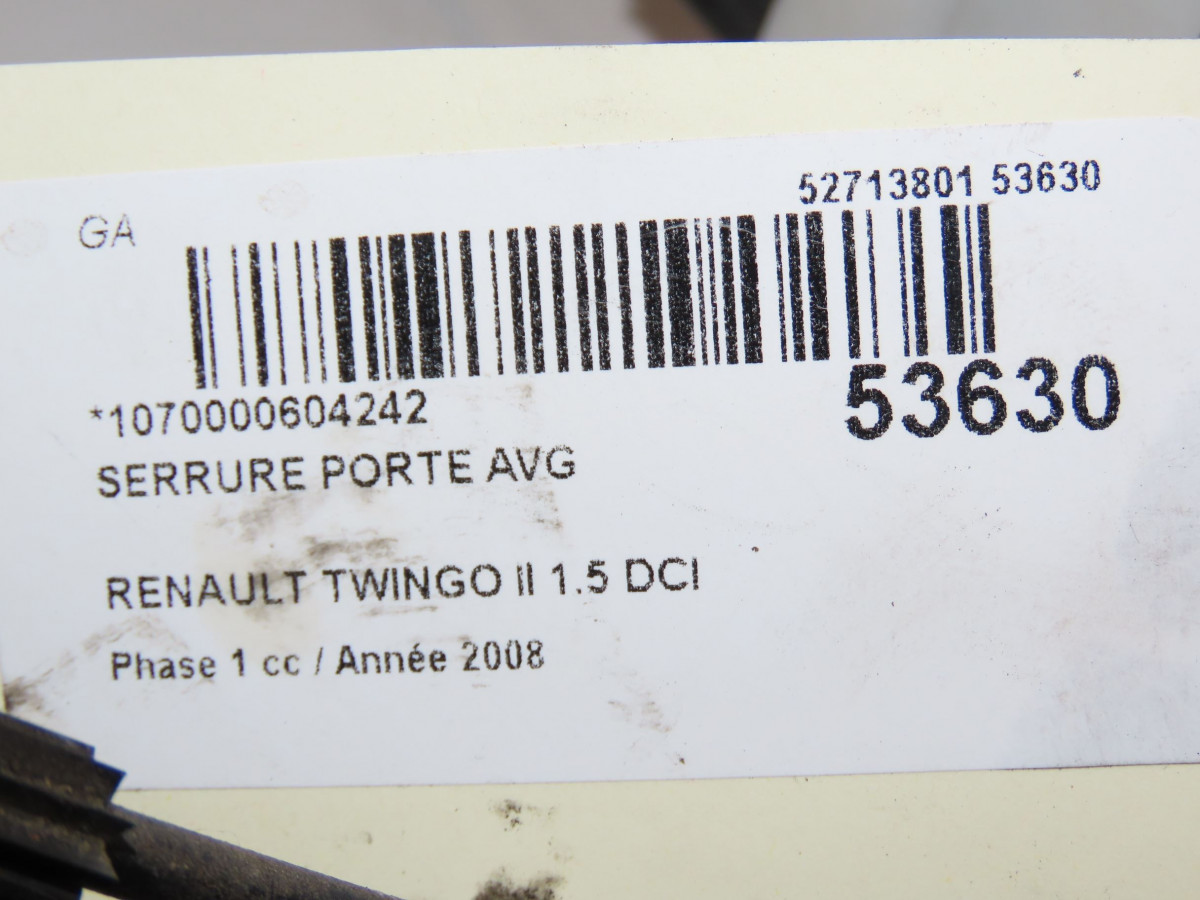 52713801 53630
GA
53630
*1070000604242
SERRURE PORTE AVG
RENAULT TWINGO II 1.5 DCI
Phase 1 cc / Année 2008